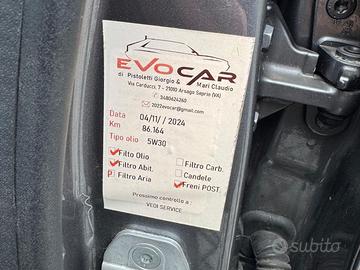 EVOCAR
di Pistoletti Giorgio & Mari Claudio
Via Carducci, 7 - 21010 Arsago Seprio (VA)
3480624260
2022evocar@gmail.com
Data 04/11/2024
Km 86.164
Tipo olio 5W30
Filto Olio
Filtro Abit.
Filtro Aria
Filtro Carb.
Candele
Freni POST.
Prossimo controllo a :
VEDI SERVICE
subito